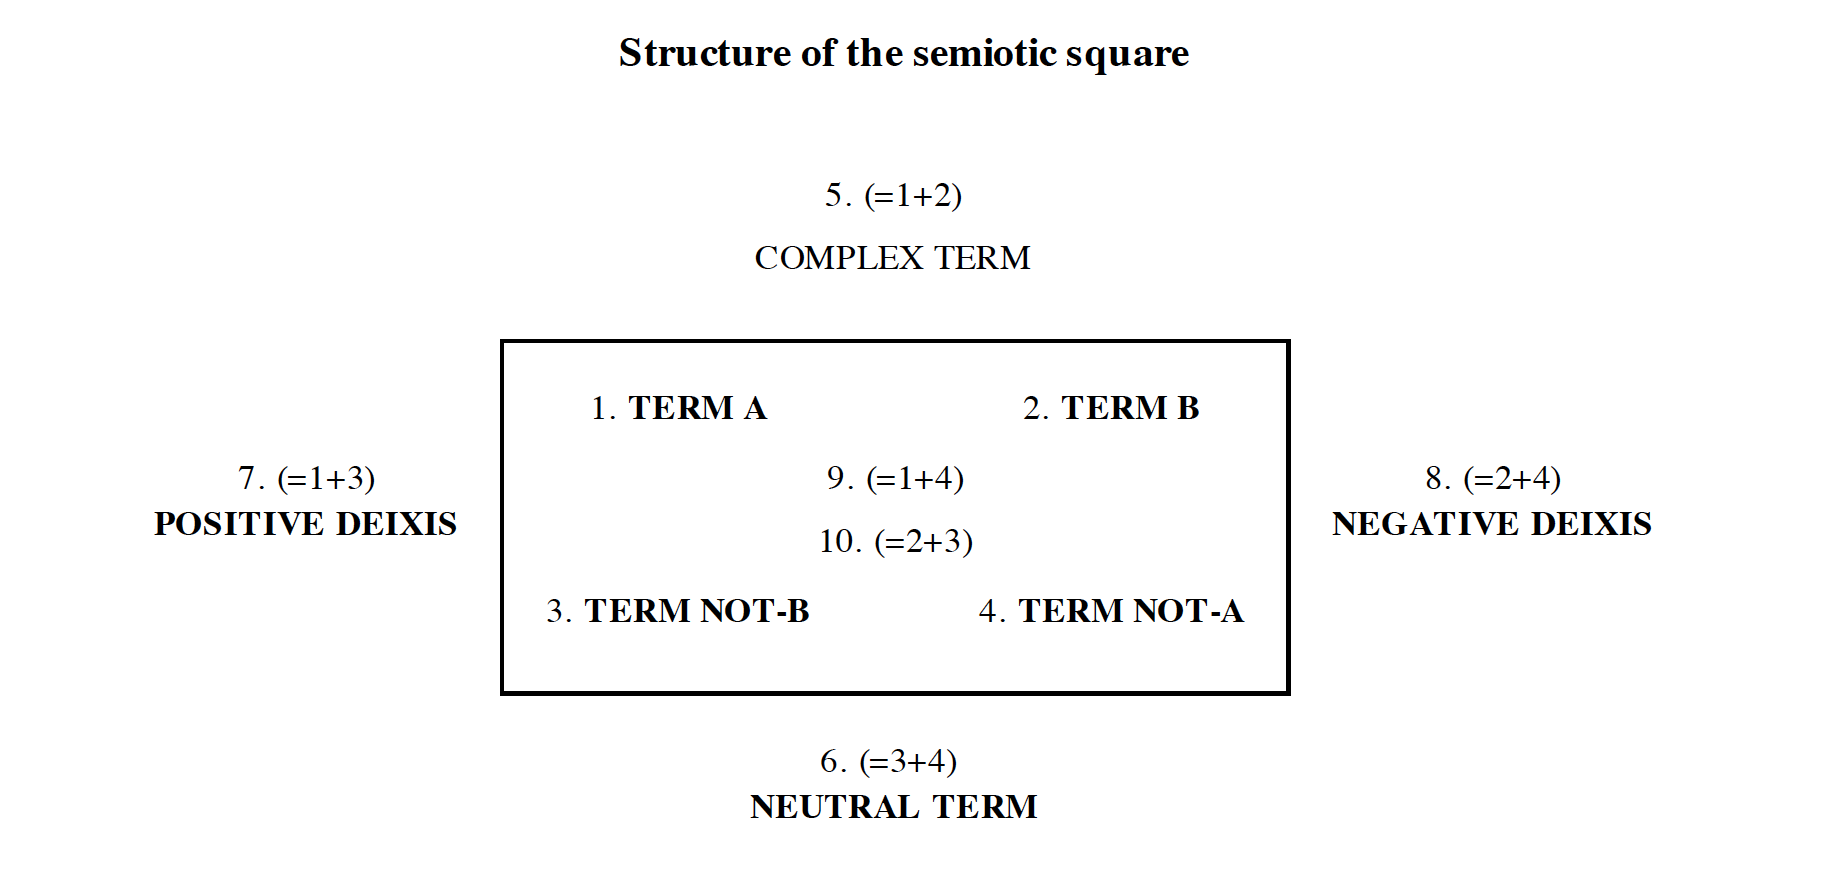 Structure of the semiotic square
5. (=1+2)
COMPLEX TERM
1. TERM A
2. TERM B
7. (=1+3)
POSITIVE DEIXIS
9. (=1+4)
10. (=2+3)
8. (=2+4)
NEGATIVE DEIXIS
3. TERM NOT-B
4. TERM NOT-A
6. (=3+4)
NEUTRAL TERM